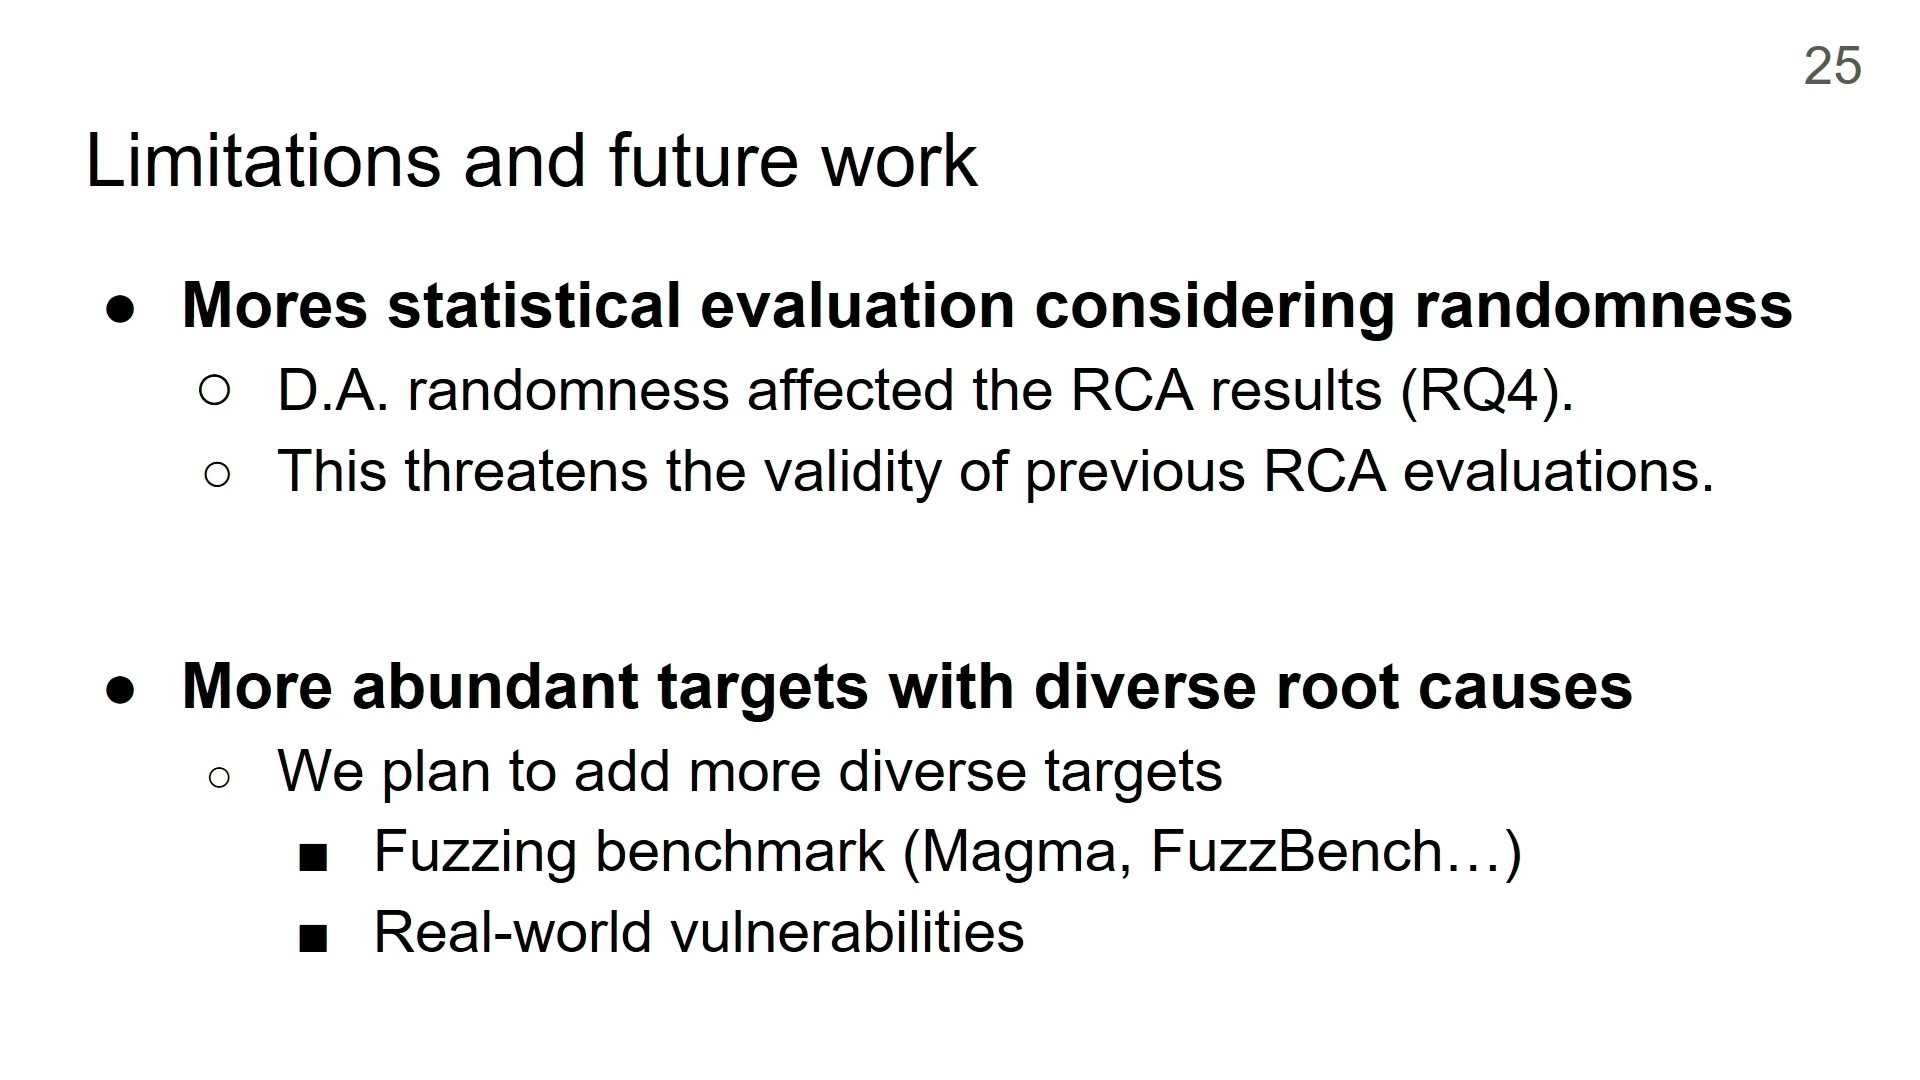 25
Limitations and future work
● Mores statistical evaluation considering randomness
○ D.A. randomness affected the RCA results (RQ4).
○ This threatens the validity of previous RCA evaluations.
● More abundant targets with diverse root causes
○ We plan to add more diverse targets
■ Fuzzing benchmark (Magma, FuzzBench…)
■ Real-world vulnerabilities